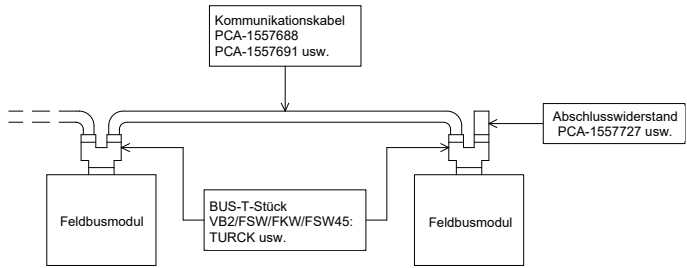 Kommunikationskabel
PCA-1557688
PCA-1557691 usw.
Abschlusswiderstand
PCA-1557727 usw.
BUS-T-Stück
VB2/FSW/FKW/FSW45:
TURCK usw.
Feldbusmodul
Feldbusmodul